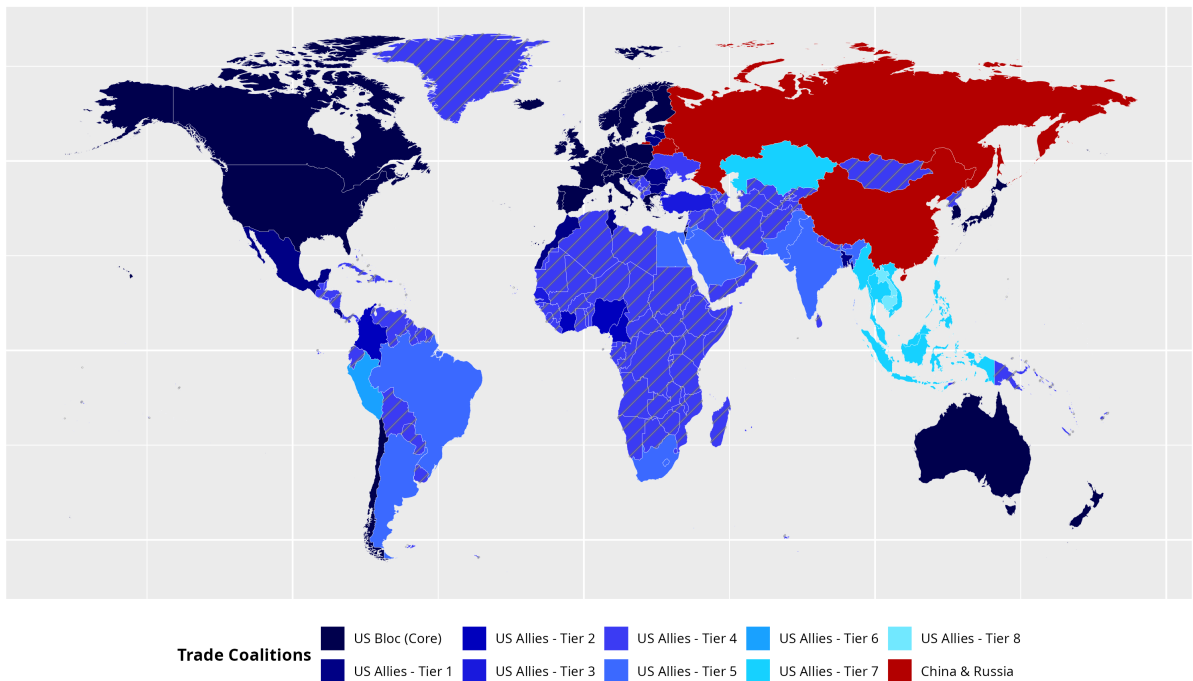 Trade Coalitions
US Bloc (Core)
US Allies - Tier 2
US Allies - Tier 4
US Allies - Tier 6
US Allies - Tier 8
US Allies - Tier 1
US Allies - Tier 3
US Allies - Tier 5
US Allies - Tier 7
China & Russia